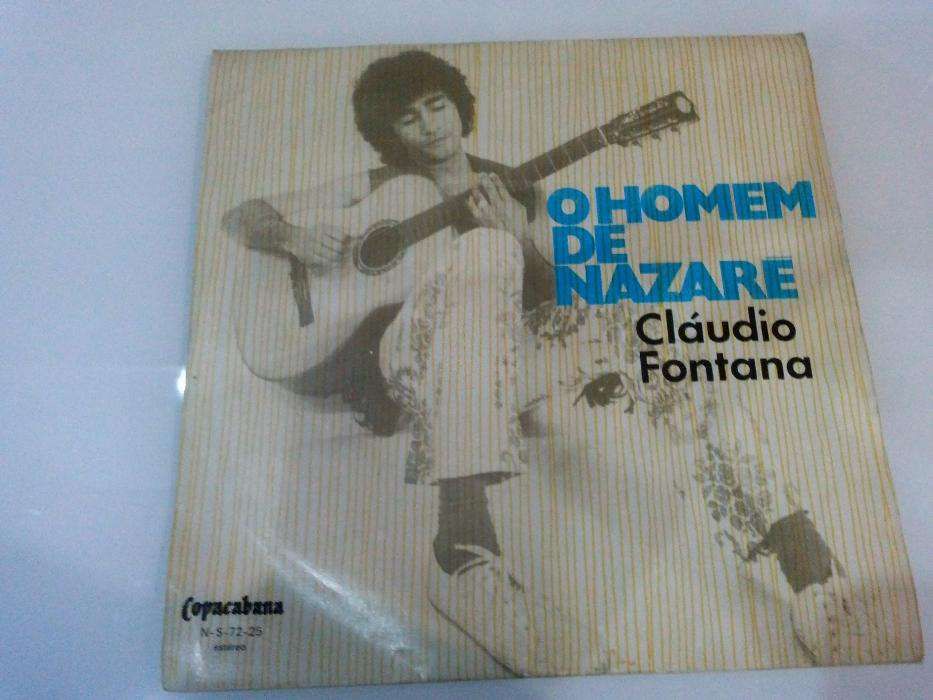 O HOMEM
DE
NAZARE
Cláudio
Fontana
Copacabana
N-S-72-25
estéreo